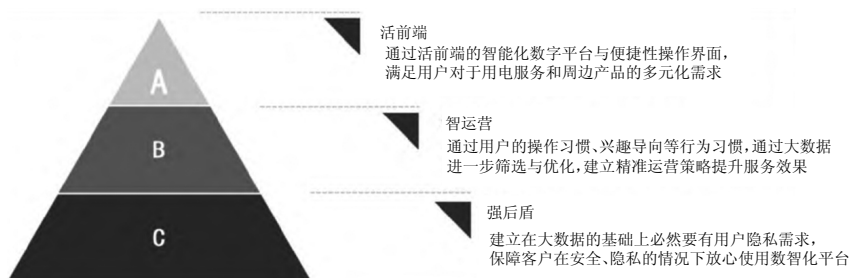 A
活前端
通过活前端的智能化数字平台与便捷性操作界面，
满足用户对于用电服务和周边产品的多元化需求
B
智运营
通过用户的操作习惯、兴趣导向等行为习惯，通过大数据
进一步筛选与优化，建立精准运营策略提升服务效果
C
强后盾
建立在大数据的基础上必然要有用户隐私需求，
保障客户在安全、隐私的情况下放心使用数智化平台